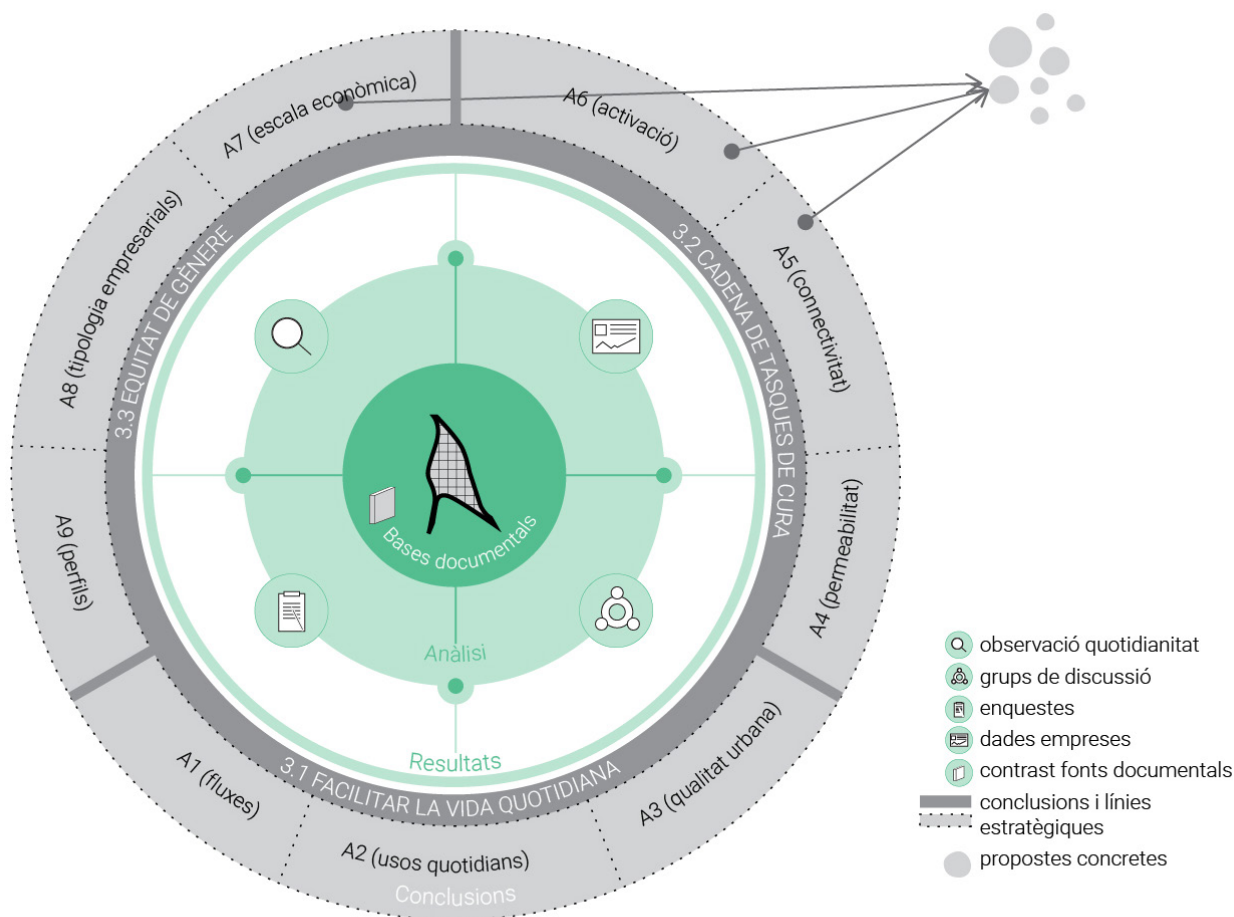 A7 (escala econòmica)
A6 (activació)
A8 (tipologia empresarials)
3.3 EQUITAT DE GÈNERE
3.2 CADENA DE TASQUES DE CURA
A5 (connectivitat)
A9 (perfils)
Bases documentals
A4 (permeabilitat)
Anàlisi
Resultats
3.1 FACILITAR LA VIDA QUOTIDIANA
A1 (fluxes)
A2 (usos quotidians)
A3 (qualitat urbana)
Conclusions
observació quotidianitat
grups de discussió
enquestes
dades empreses
contrast fonts documentals
conclusions i línies
estratègiques
propostes concretes